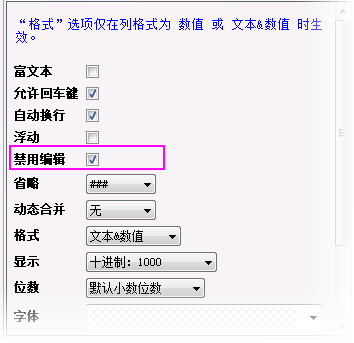 “格式”选项仅在列格式为 数值 或 文本&数值 时生
效。
富文本
允许回车键
自动换行
浮动
禁用编辑
省略 ###
动态合并 无
格式 文本&数值
显示 十进制：1000
位数 默认小数位数
字体